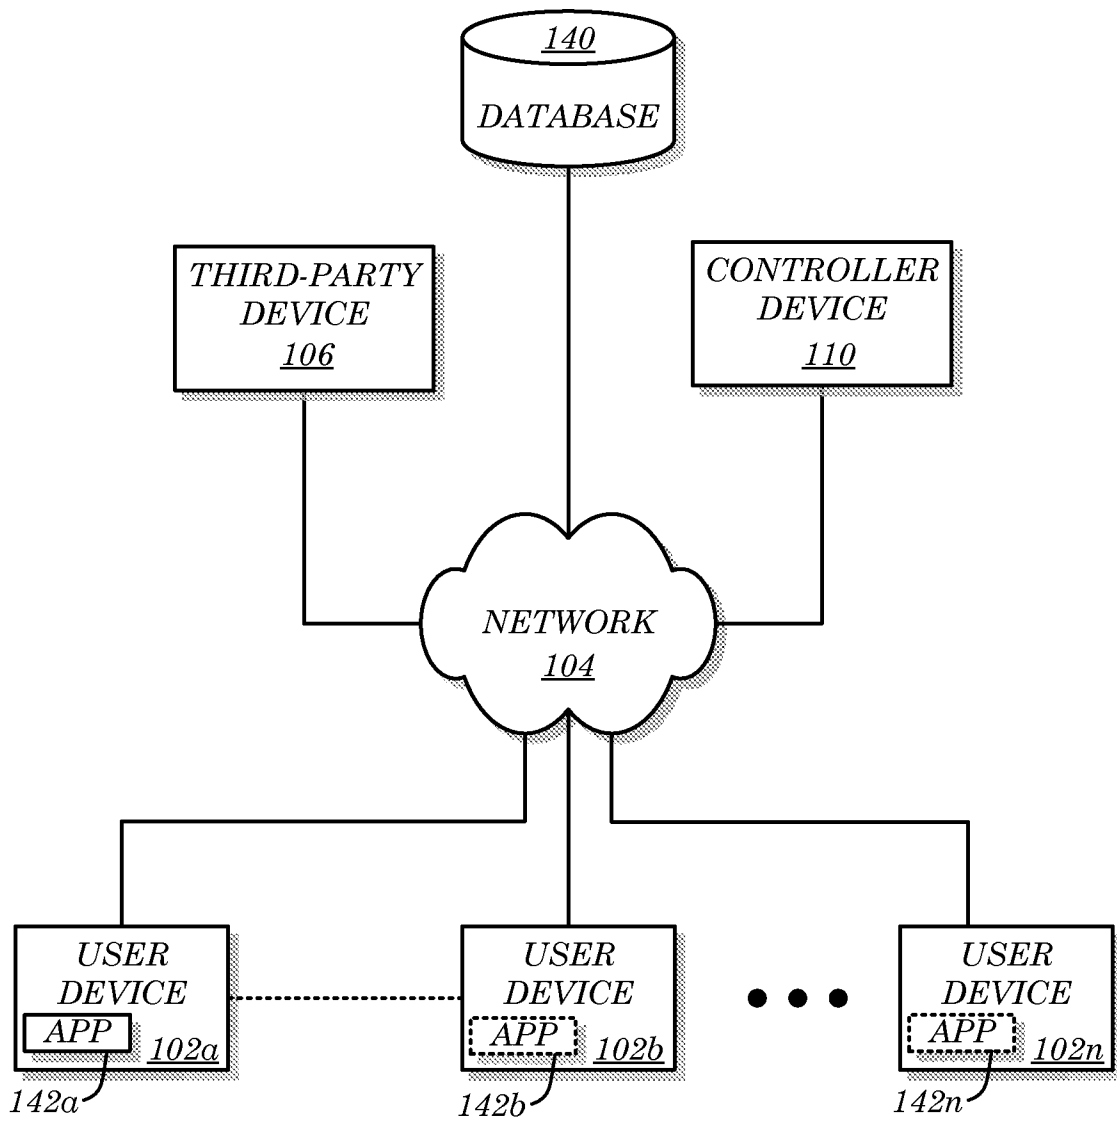 140
DATABASE
THIRD-PARTY
DEVICE
106
CONTROLLER
DEVICE
110
NETWORK
104
USER
DEVICE
APP
102a
142a
USER
DEVICE
APP
102b
142b
USER
DEVICE
APP
102n
142n